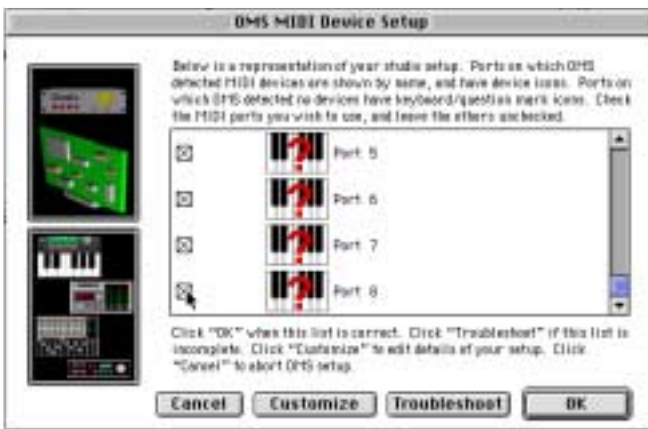 OMS MIDI Device Setup
Below is a representation of your studio setup. Ports on which OMS
detected MIDI devices are shown by name, and have device icons. Ports on
which OMS detected no devices have keyboard/question mark icons. Check
the MIDI ports you wish to use, and leave the others unchecked.
? Port 5
? Port 6
? Port 7
? Port 8
Click "OK" when this list is correct. Click "Troubleshoot" if this list is
incomplete. Click "Customize" to edit details of your setup. Click
"Cancel" to abort OMS setup.
Cancel Customize Troubleshoot OK